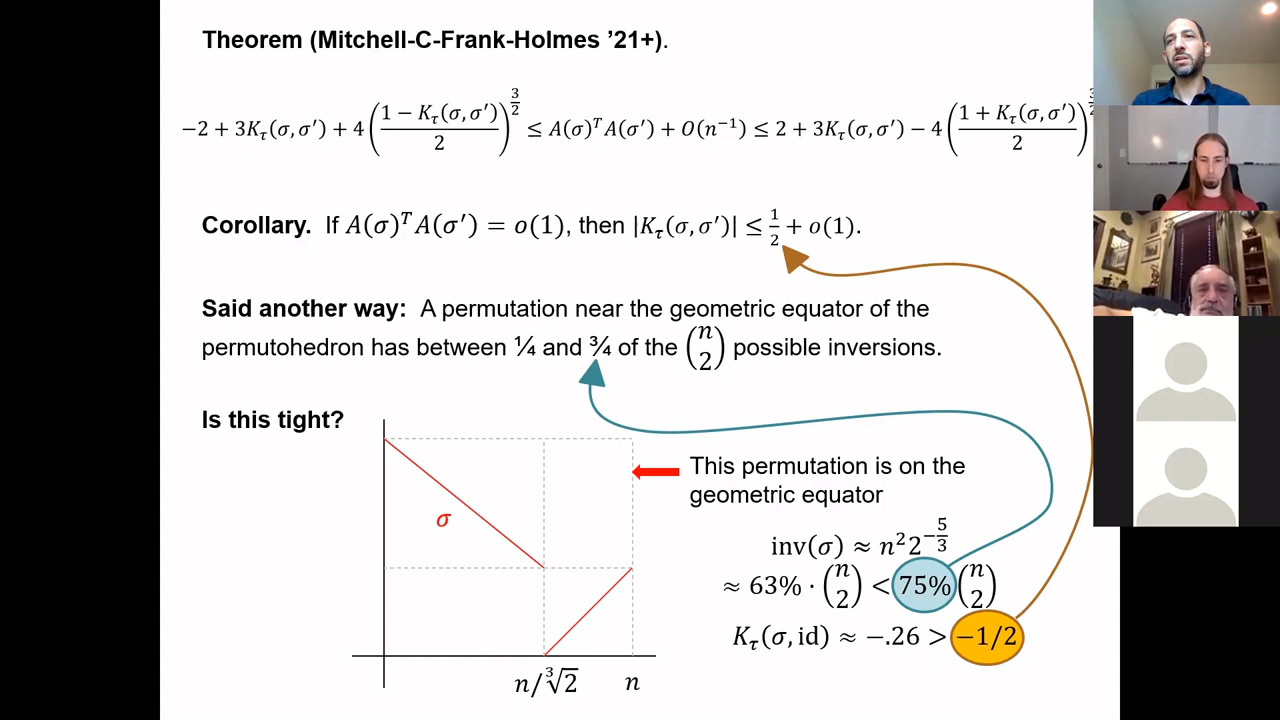 Theorem (Mitchell-C-Frank-Holmes ’21+).
−2 + 3K_τ(σ, σ′) + 4((1 − K_τ(σ, σ′))/2)^{3/2} ≤ A(σ)^T A(σ′) + O(n^{−1}) ≤ 2 + 3K_τ(σ, σ′) − 4((1 + K_τ(σ, σ′))/2)^{3/2}
Corollary. If A(σ)^T A(σ′) = o(1), then |K_τ(σ, σ′)| ≤ 1/2 + o(1).
Said another way: A permutation near the geometric equator of the
permutohedron has between ¼ and ¾ of the (n 2) possible inversions.
Is this tight?
This permutation is on the
geometric equator
σ
inv(σ) ≈ n² 2^{−5/3}
≈ 63% · (n 2) < 75% (n 2)
K_τ(σ, id) ≈ −.26 > −1/2
n/∛2 n